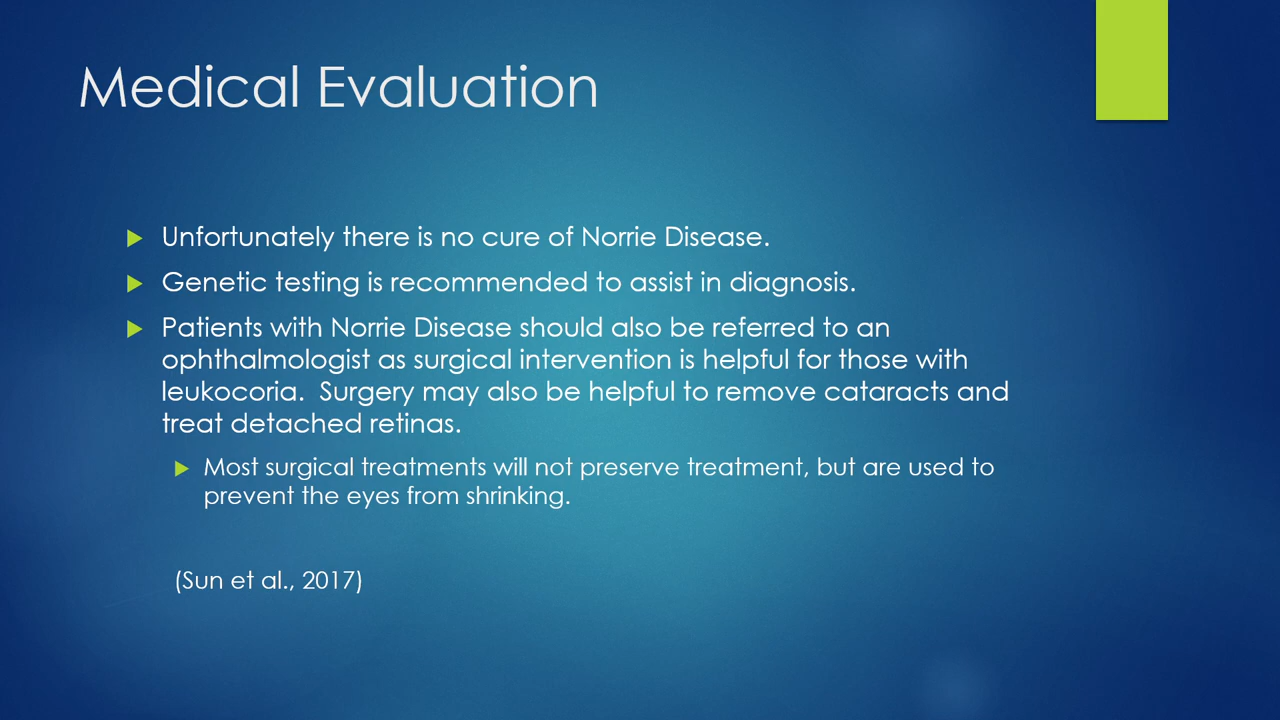 Medical Evaluation
Unfortunately there is no cure of Norrie Disease.
Genetic testing is recommended to assist in diagnosis.
Patients with Norrie Disease should also be referred to an
ophthalmologist as surgical intervention is helpful for those with
leukocoria.  Surgery may also be helpful to remove cataracts and
treat detached retinas.
Most surgical treatments will not preserve treatment, but are used to
prevent the eyes from shrinking.
(Sun et al., 2017)